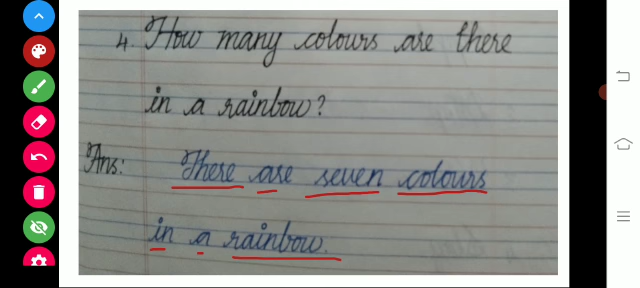 4. How many colours are there
in a rainbow?
Ans: There are seven colours
in a rainbow.